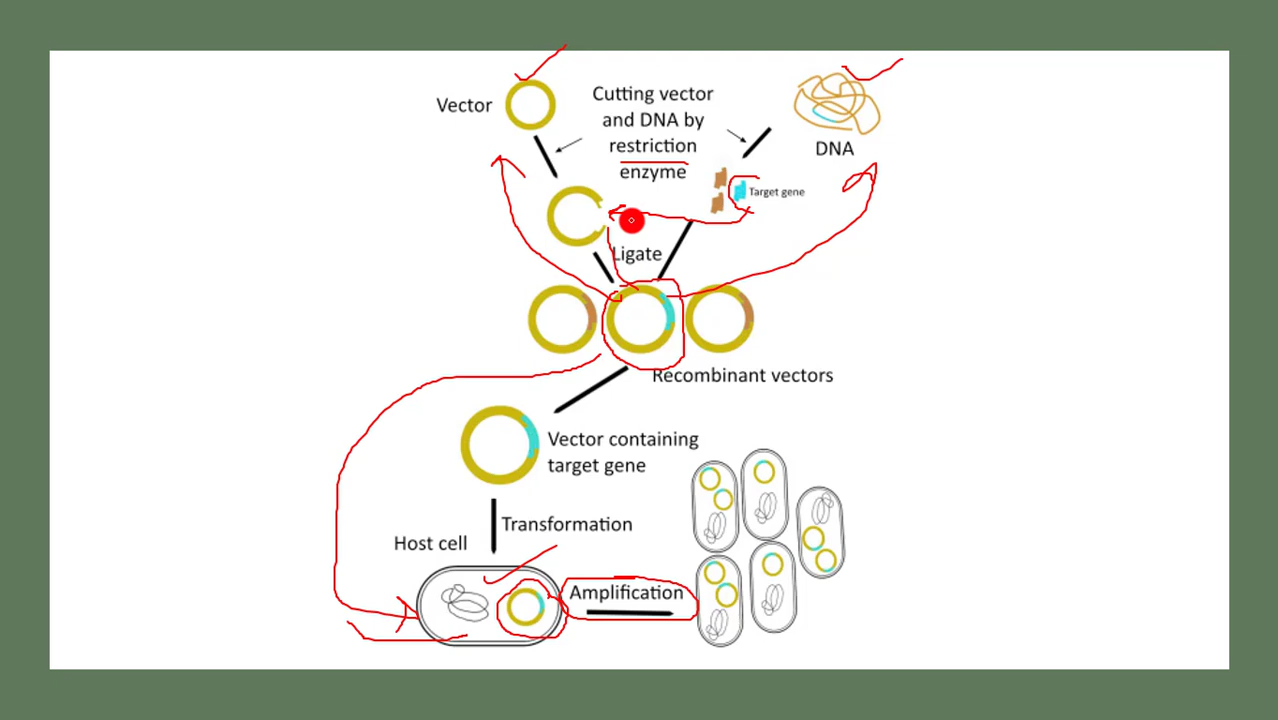 Vector
Cutting vector
and DNA by
restriction
enzyme
DNA
Target gene
Ligate
Recombinant vectors
Vector containing
target gene
Transformation
Host cell
Amplification